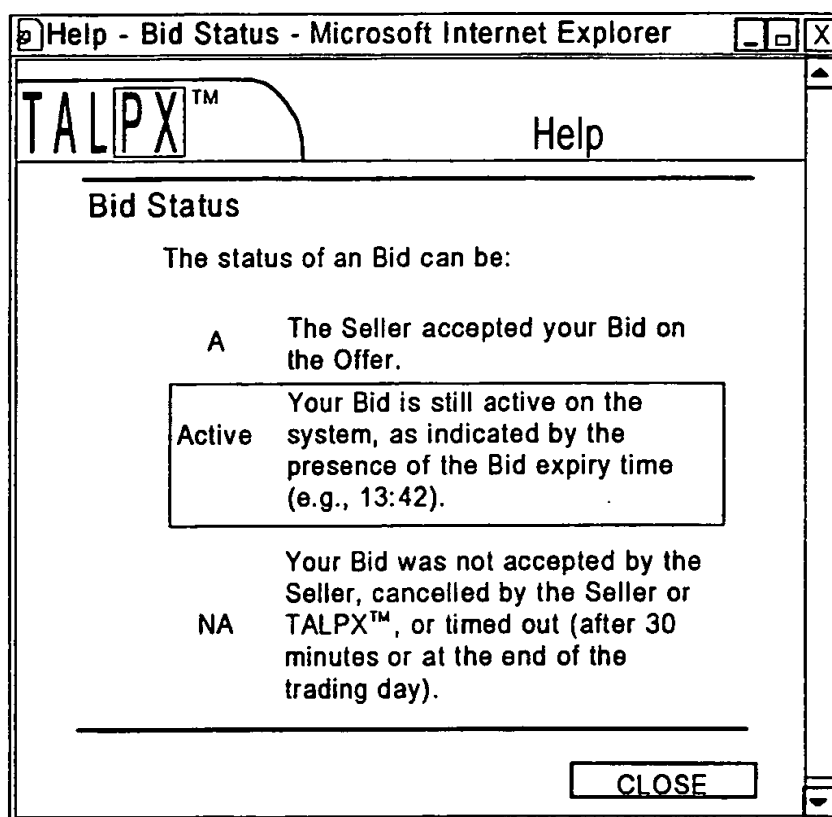 Help - Bid Status - Microsoft Internet Explorer
X
TALPX™
Help
Bid Status
The status of an Bid can be:
A
The Seller accepted your Bid on
the Offer.
Active
Your Bid is still active on the
system, as indicated by the
presence of the Bid expiry time
(e.g., 13:42).
NA
Your Bid was not accepted by the
Seller, cancelled by the Seller or
TALPX™, or timed out (after 30
minutes or at the end of the
trading day).
CLOSE